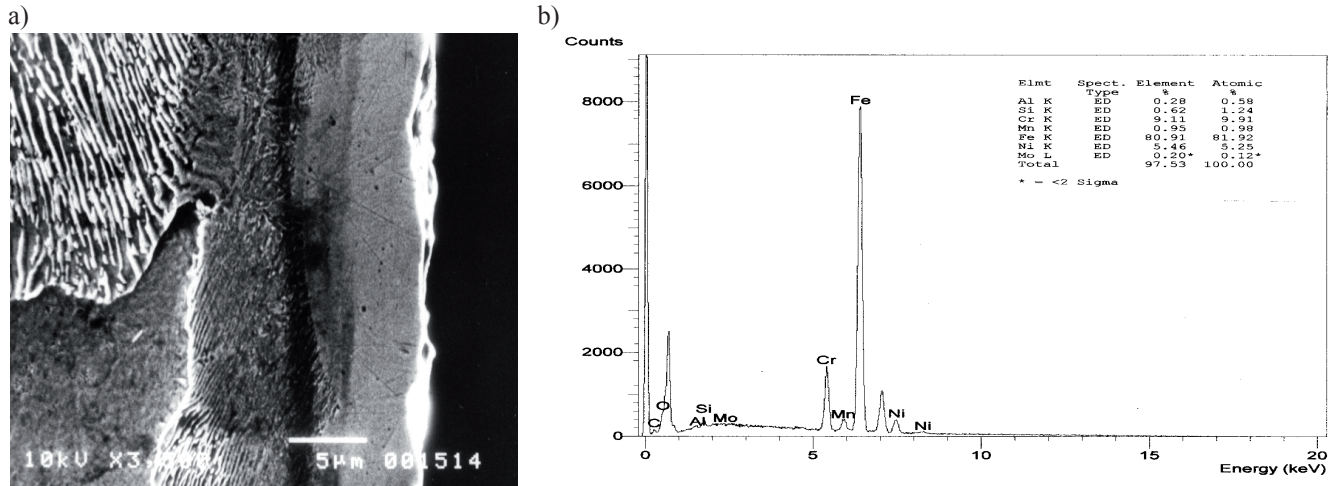 a)
10kV
5μm 001514
b)
Counts
8000
6000
4000
2000
0
Fe
Cr
Mn
Ni
Ni
C
O
Al
Si
Mo
0 5 10 15 20
Energy (keV)
Elmt Spect. Element Atomic
Type % %
Al K ED 0.28 0.58
Si K ED 0.62 1.24
Cr K ED 9.11 9.91
Mn K ED 0.95 0.98
Fe K ED 80.91 81.92
Ni K ED 5.46 5.25
Mo L ED 0.20* 0.12*
Total 97.53 100.00
* = <2 Sigma